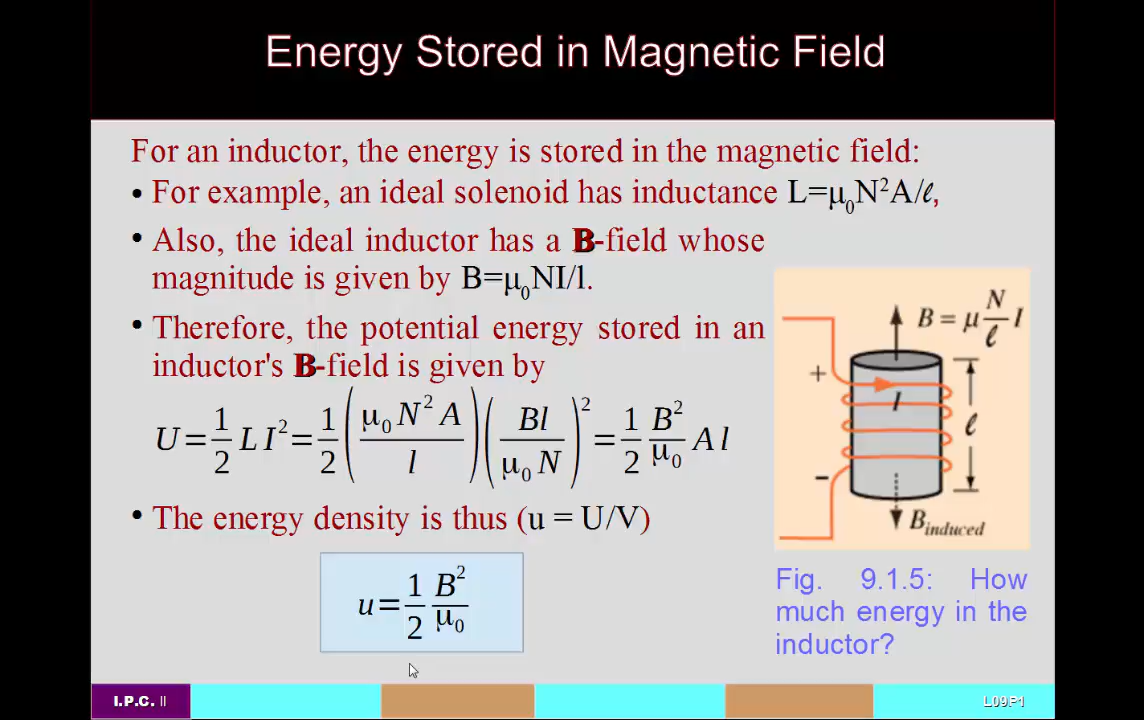 Energy Stored in Magnetic Field
For an inductor, the energy is stored in the magnetic field:
• For example, an ideal solenoid has inductance L=μ₀N²A/ℓ,
• Also, the ideal inductor has a B-field whose
magnitude is given by B=μ₀NI/l.
• Therefore, the potential energy stored in an
inductor's B-field is given by
U = 1/2 L I² = 1/2 (μ₀ N² A / l) (Bl / μ₀ N)² = 1/2 B²/μ₀ A l
• The energy density is thus (u = U/V)
u = 1/2 B²/μ₀
B = μ N/ℓ I
+
I
ℓ
−
B induced
Fig. 9.1.5: How
much energy in the
inductor?
I.P.C. II
L09P1